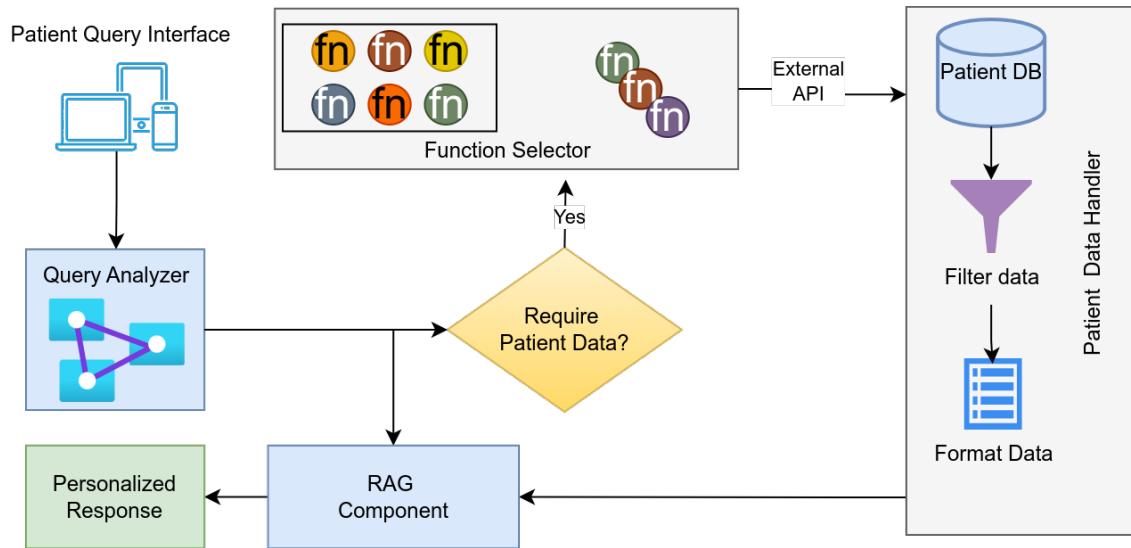 Patient Query Interface
fn fn fn
fn fn fn
fn
fn
fn
Function Selector
External
API
Patient DB
Filter data
Format Data
Patient Data Handler
Yes
Require
Patient Data?
Query Analyzer
RAG
Component
Personalized
Response